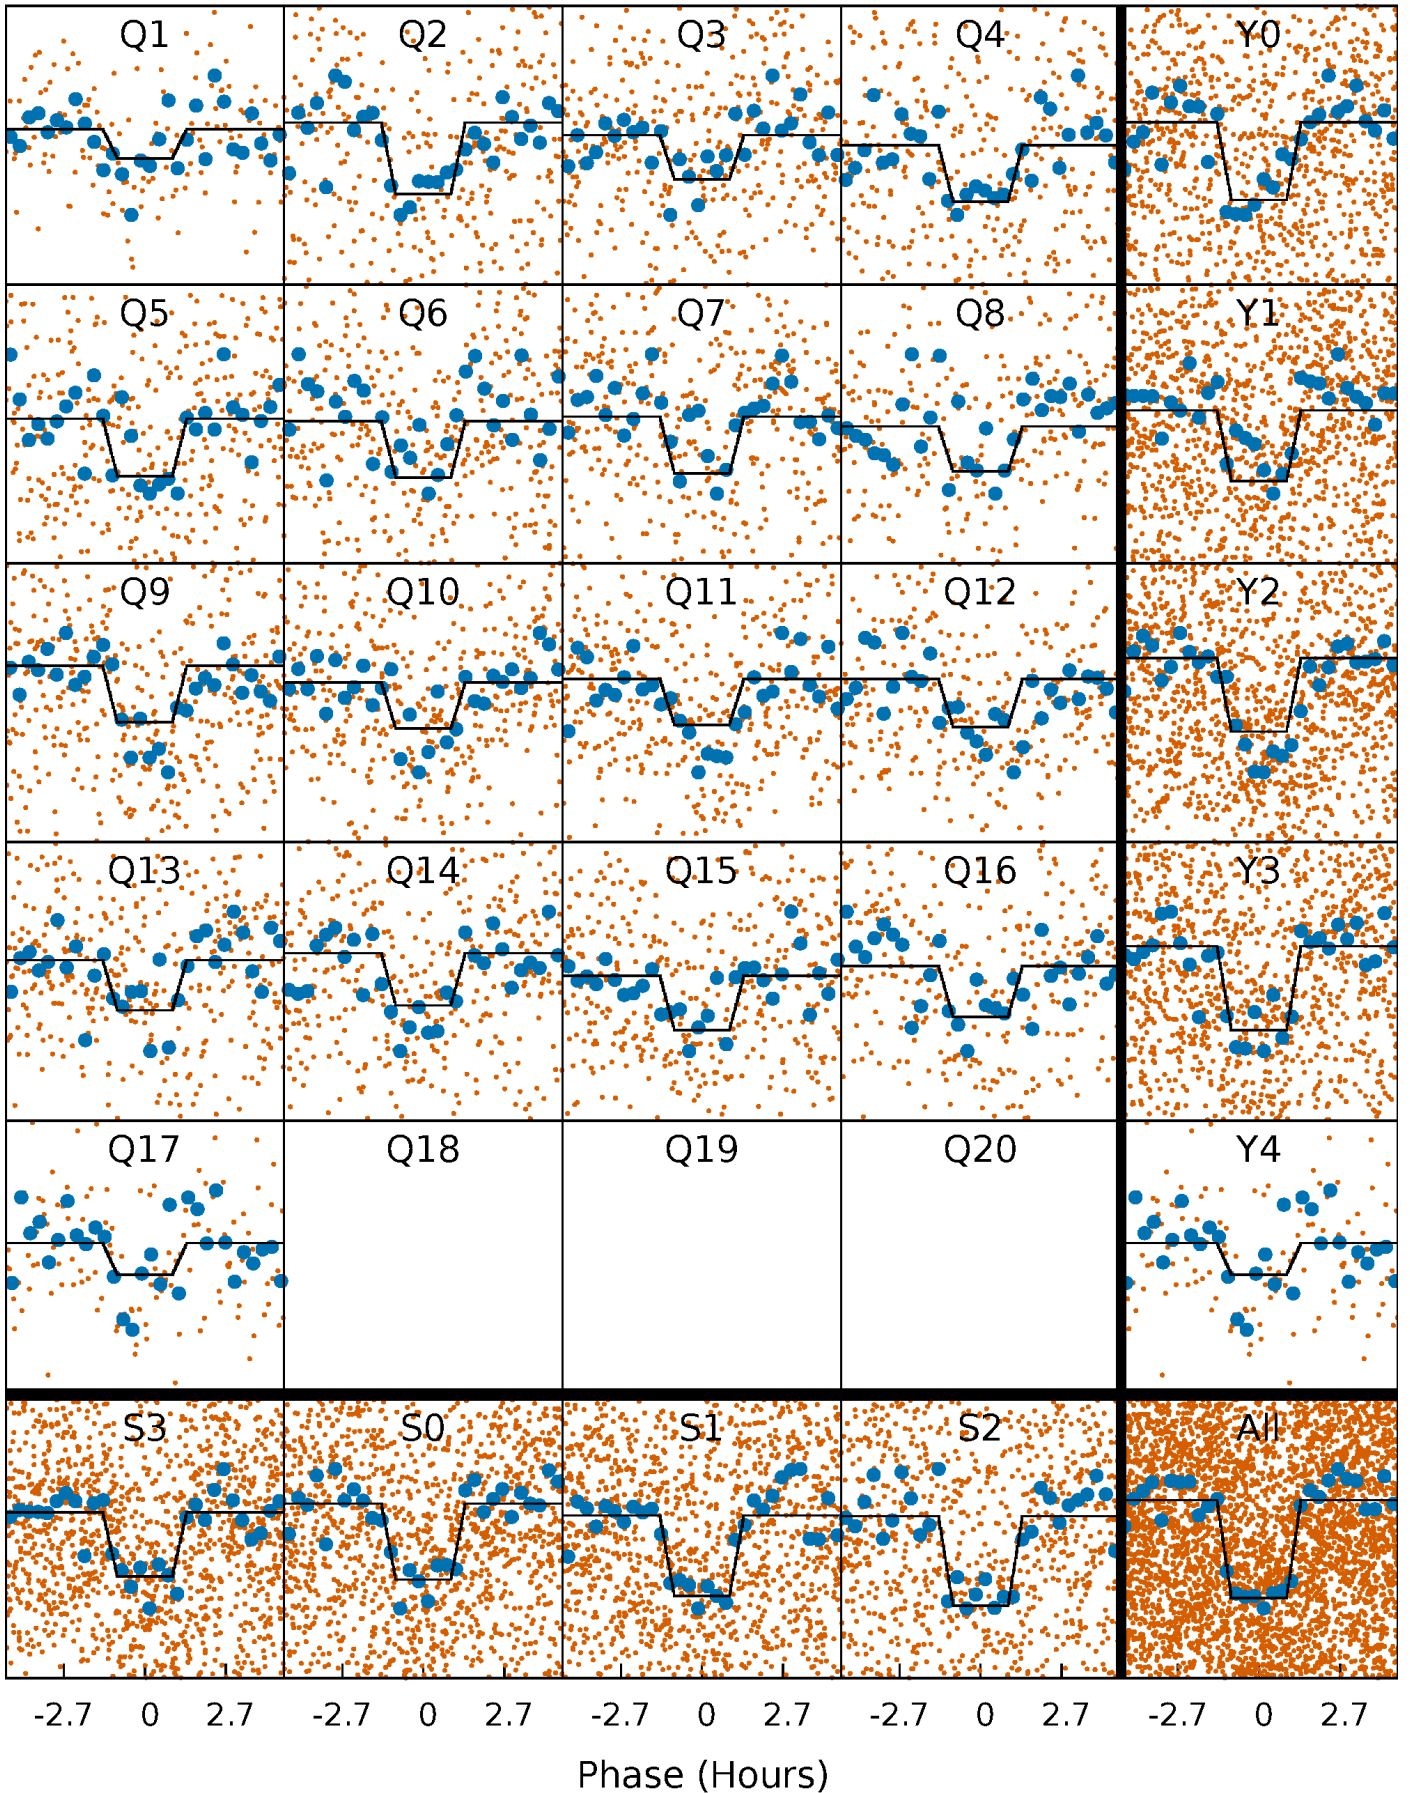 Q1 Q2 Q3 Q4 Y0
Q5 Q6 Q7 Q8 Y1
Q9 Q10 Q11 Q12 Y2
Q13 Q14 Q15 Q16 Y3
Q17 Q18 Q19 Q20 Y4
S3 S0 S1 S2 All
-2.7 0 2.7 -2.7 0 2.7 -2.7 0 2.7 -2.7 0 2.7 -2.7 0 2.7
Phase (Hours)